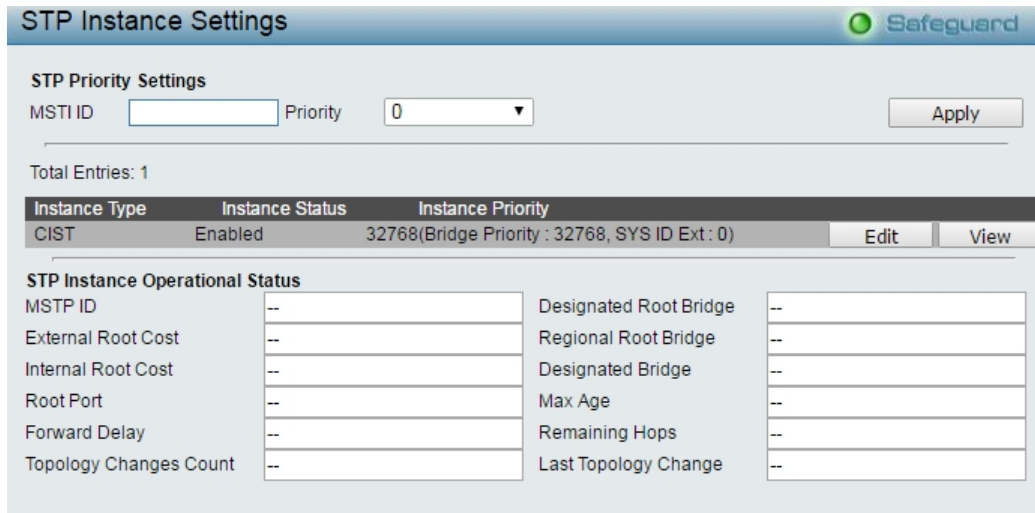 STP Instance Settings
Safeguard
STP Priority Settings
MSTI ID Priority 0 Apply
Total Entries: 1
Instance Type Instance Status Instance Priority
CIST Enabled 32768(Bridge Priority : 32768, SYS ID Ext : 0) Edit View
STP Instance Operational Status
MSTP ID -- Designated Root Bridge --
External Root Cost -- Regional Root Bridge --
Internal Root Cost -- Designated Bridge --
Root Port -- Max Age --
Forward Delay -- Remaining Hops --
Topology Changes Count -- Last Topology Change --